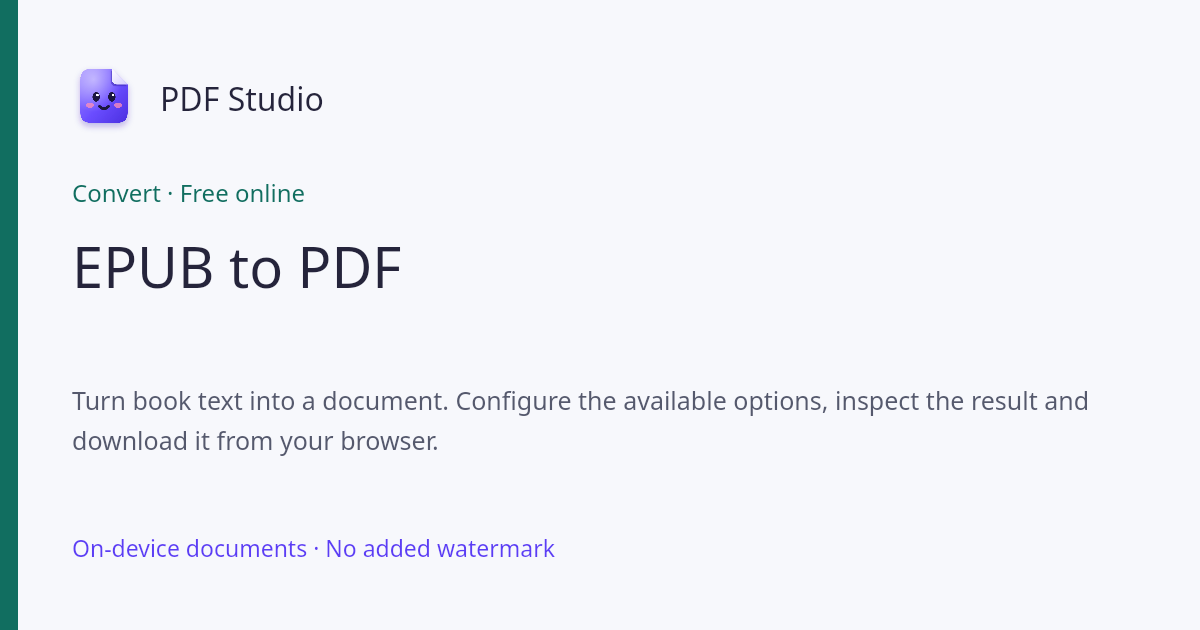 PDF Studio
Convert · Free online
EPUB to PDF
Turn book text into a document. Configure the available options, inspect the result and
download it from your browser.
On-device documents · No added watermark